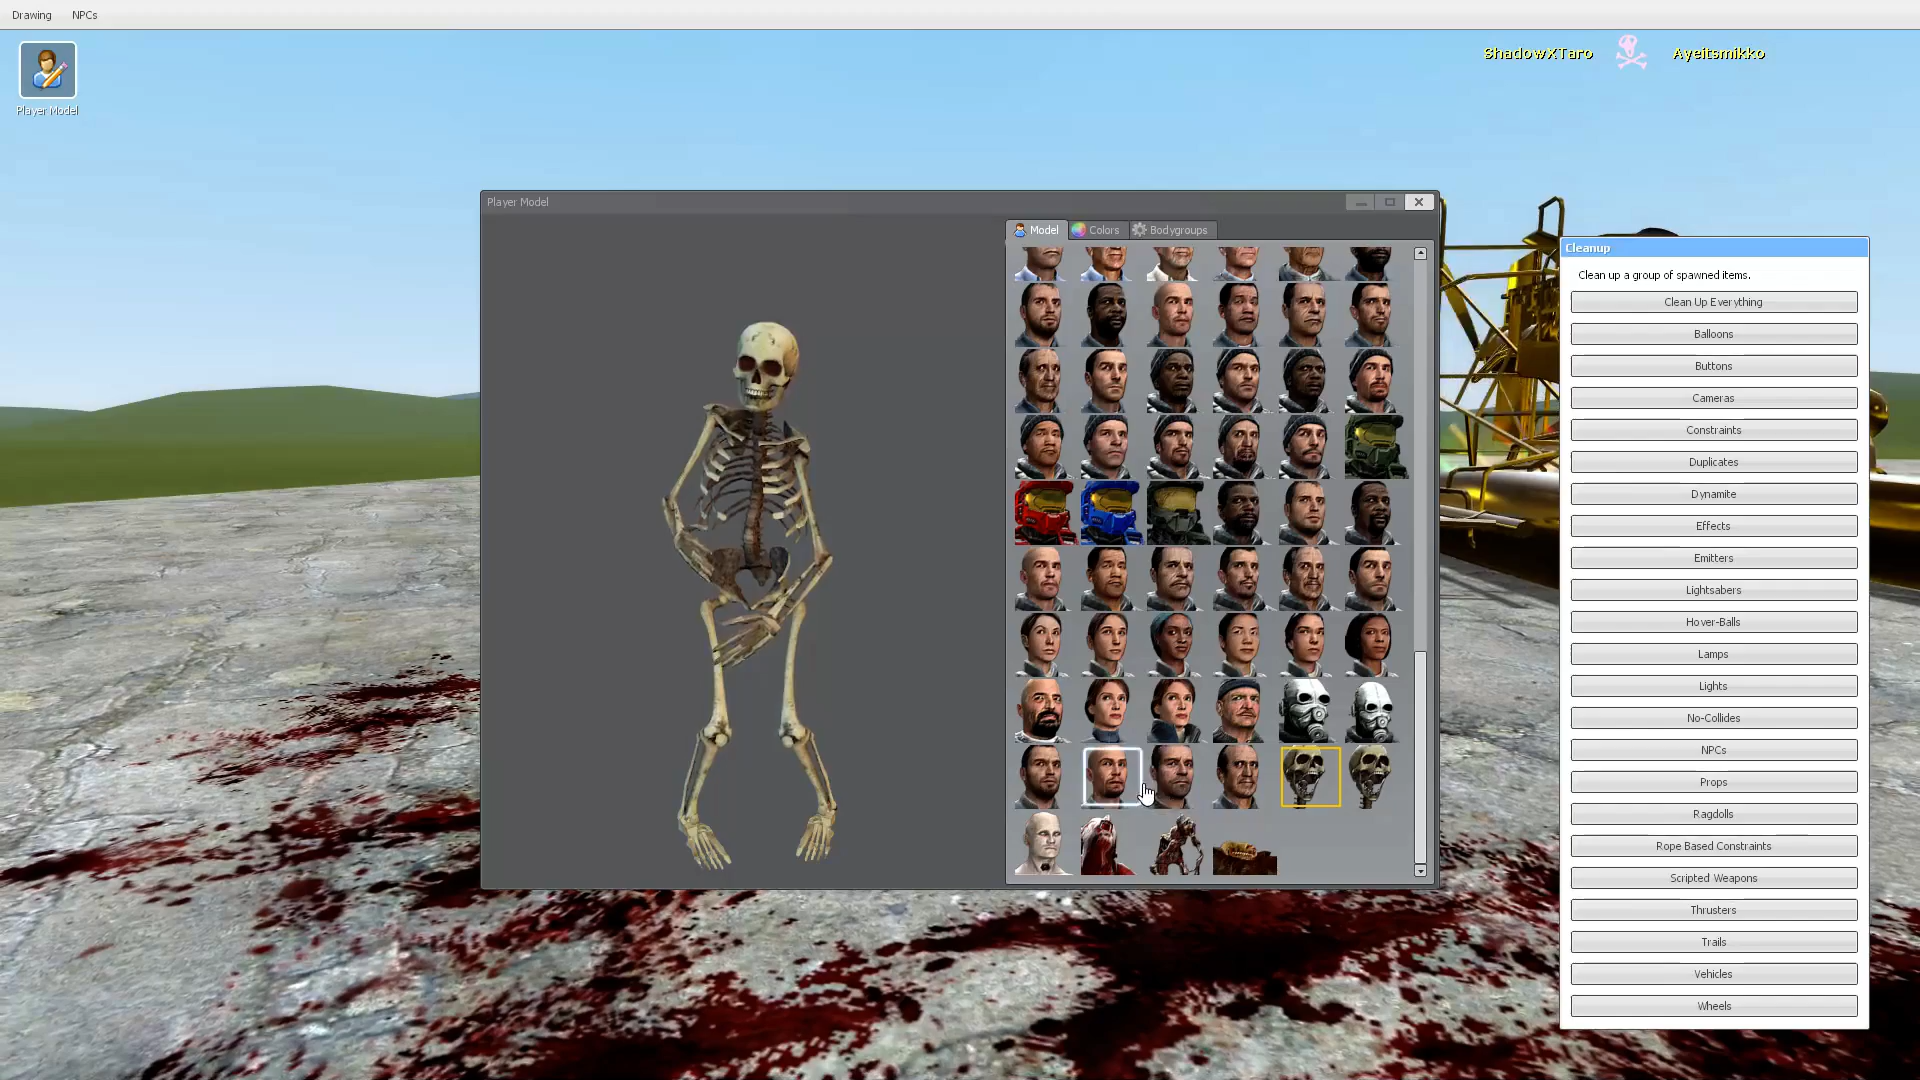 Drawing NPCs
ShadowXTaro Ayeitsmikko
Player Model
Player Model
Model Colors Bodygroups
Cleanup
Clean up a group of spawned items.
Clean Up Everything
Balloons
Buttons
Cameras
Constraints
Duplicates
Dynamite
Effects
Emitters
Lightsabers
Hover-Balls
Lamps
Lights
No-Collides
NPCs
Props
Ragdolls
Rope Based Constraints
Scripted Weapons
Thrusters
Trails
Vehicles
Wheels